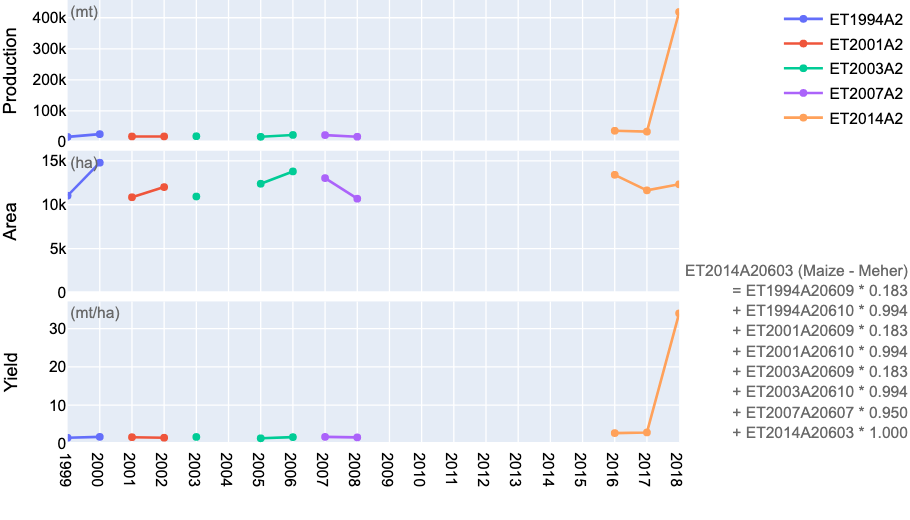 (mt)
400k
300k
200k
100k
0
Production
(ha)
15k
10k
5k
0
Area
(mt/ha)
30
20
10
0
Yield
1999
2000
2001
2002
2003
2004
2005
2006
2007
2008
2009
2010
2011
2012
2013
2014
2015
2016
2017
2018
ET1994A2
ET2001A2
ET2003A2
ET2007A2
ET2014A2
ET2014A20603 (Maize - Meher)
= ET1994A20609 * 0.183
+ ET1994A20610 * 0.994
+ ET2001A20609 * 0.183
+ ET2001A20610 * 0.994
+ ET2003A20609 * 0.183
+ ET2003A20610 * 0.994
+ ET2007A20607 * 0.950
+ ET2014A20603 * 1.000